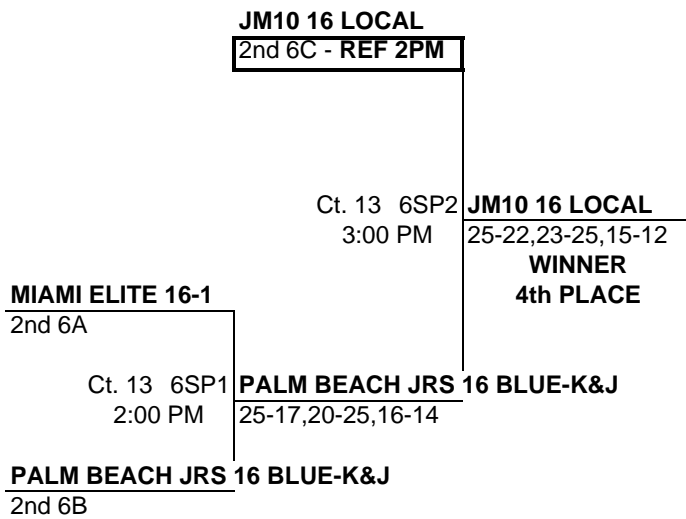 JM10 16 LOCAL
2nd 6C - REF 2PM
Ct. 13 6SP2 JM10 16 LOCAL
3:00 PM 25-22,23-25,15-12
WINNER
MIAMI ELITE 16-1 4th PLACE
2nd 6A
Ct. 13 6SP1 PALM BEACH JRS 16 BLUE-K&J
2:00 PM 25-17,20-25,16-14
PALM BEACH JRS 16 BLUE-K&J
2nd 6B